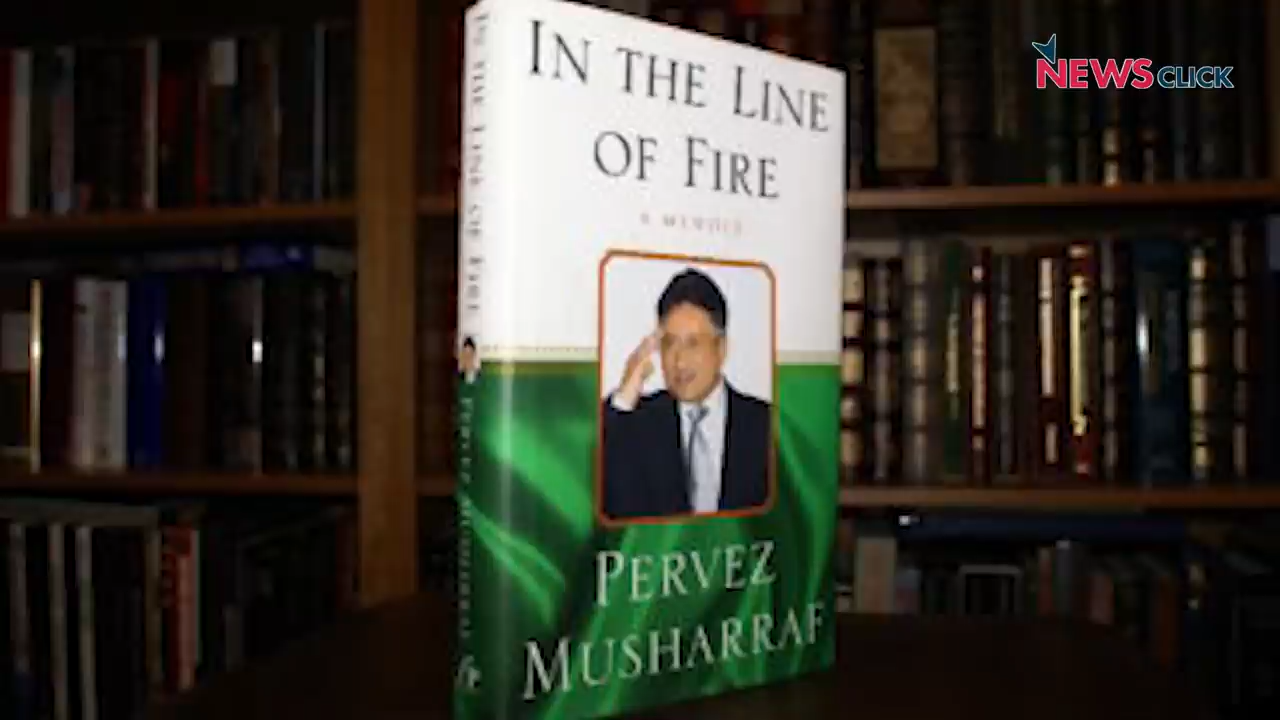 IN THE LINE
OF FIRE
A MEMOIR
PERVEZ
MUSHARRAF
IN THE LINE OF FIRE
PERVEZ MUSHARRAF
NEWSCLICK